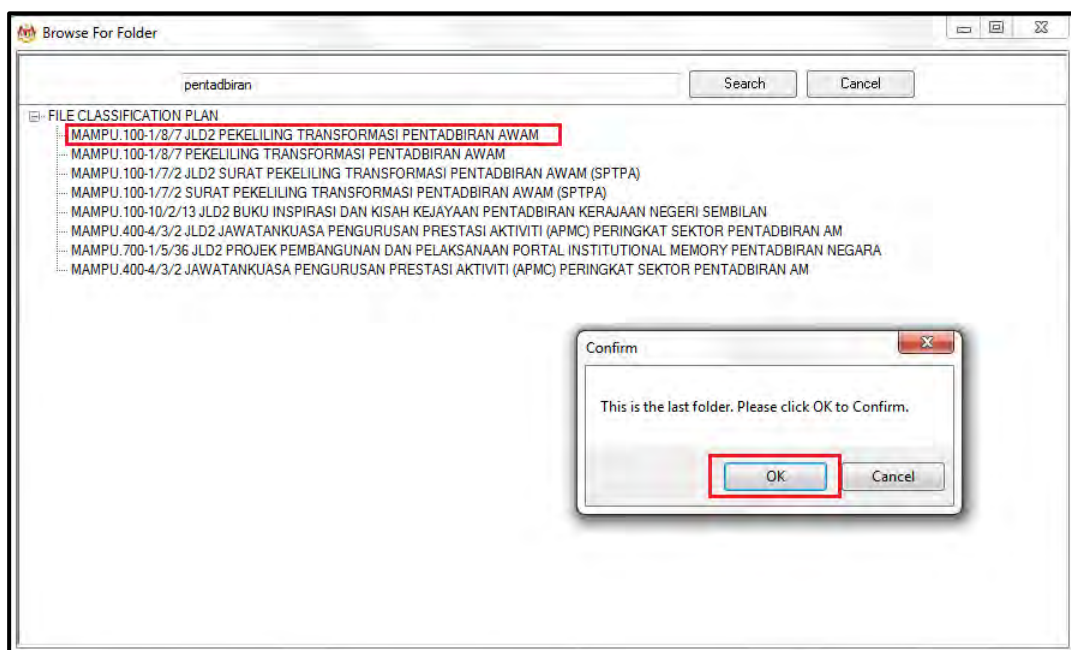 Browse For Folder
pentadbiran Search Cancel
FILE CLASSIFICATION PLAN
MAMPU.100-1/8/7 JLD2 PEKELILING TRANSFORMASI PENTADBIRAN AWAM
MAMPU.100-1/8/7 PEKELILING TRANSFORMASI PENTADBIRAN AWAM
MAMPU.100-1/7/2 JLD2 SURAT PEKELILING TRANSFORMASI PENTADBIRAN AWAM (SPTPA)
MAMPU.100-1/7/2 SURAT PEKELILING TRANSFORMASI PENTADBIRAN AWAM (SPTPA)
MAMPU.100-10/2/13 JLD2 BUKU INSPIRASI DAN KISAH KEJAYAAN PENTADBIRAN KERAJAAN NEGERI SEMBILAN
MAMPU.400-4/3/2 JLD2 JAWATANKUASA PENGURUSAN PRESTASI AKTIVITI (APMC) PERINGKAT SEKTOR PENTADBIRAN AM
MAMPU.700-1/5/36 JLD2 PROJEK PEMBANGUNAN DAN PELAKSANAAN PORTAL INSTITUTIONAL MEMORY PENTADBIRAN NEGARA
MAMPU.400-4/3/2 JAWATANKUASA PENGURUSAN PRESTASI AKTIVITI (APMC) PERINGKAT SEKTOR PENTADBIRAN AM
Confirm
This is the last folder. Please click OK to Confirm.
OK Cancel